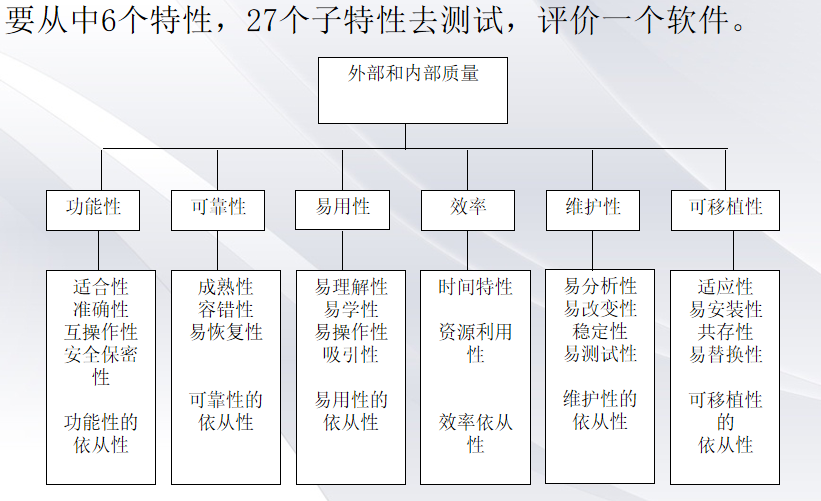 要从中6个特性，27个子特性去测试，评价一个软件。
外部和内部质量
功能性
可靠性
易用性
效率
维护性
可移植性
适合性
准确性
互操作性
安全保密
性
功能性的
依从性
成熟性
容错性
易恢复性
可靠性的
依从性
易理解性
易学性
易操作性
吸引性
易用性的
依从性
时间特性
资源利用
性
效率依从
性
易分析性
易改变性
稳定性
易测试性
维护性的
依从性
适应性
易安装性
共存性
易替换性
可移植性
的
依从性